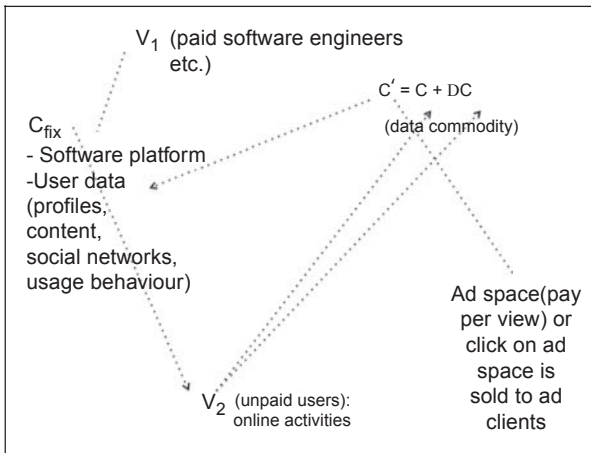 V1 (paid software engineers
etc.)
C′ = C + DC
(data commodity)
Cfix
- Software platform
-User data
(profiles,
content,
social networks,
usage behaviour)
Ad space(pay
per view) or
click on ad
space is
sold to ad
clients
V2 (unpaid users):
online activities